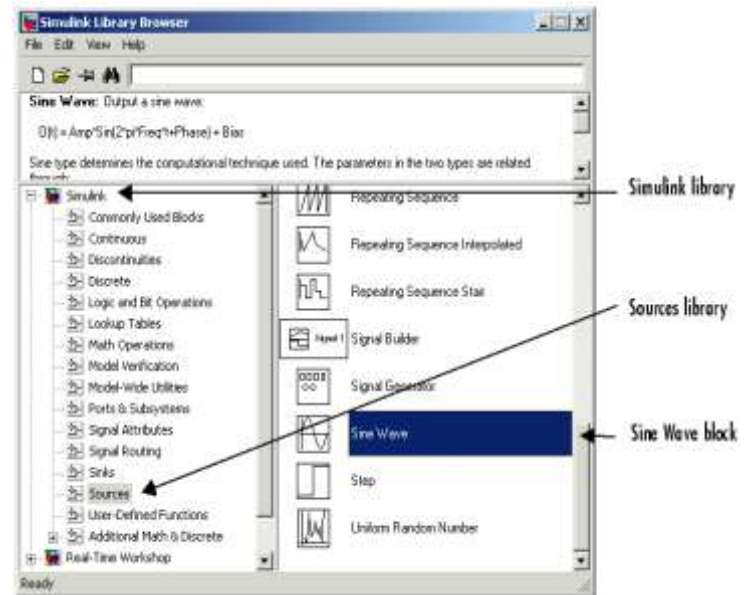 Simulink Library Browser
File Edit View Help
Sine Wave: Output a sine wave:
O(t) = Amp*Sin(2*pi*Freq*t+Phase) + Bias
Sine type determines the computational technique used. The parameters in the two types are related
Simulink
Commonly Used Blocks
Continuous
Discontinuities
Discrete
Logic and Bit Operations
Lookup Tables
Math Operations
Model Verification
Model-Wide Utilities
Ports & Subsystems
Signal Attributes
Signal Routing
Sinks
Sources
User-Defined Functions
Additional Math & Discrete
Real-Time Workshop
Repeating Sequence
Repeating Sequence Interpolated
Repeating Sequence Stair
Signal 1 Signal Builder
Signal Generator
Sine Wave
Step
Uniform Random Number
Ready
Simulink library
Sources library
Sine Wave block